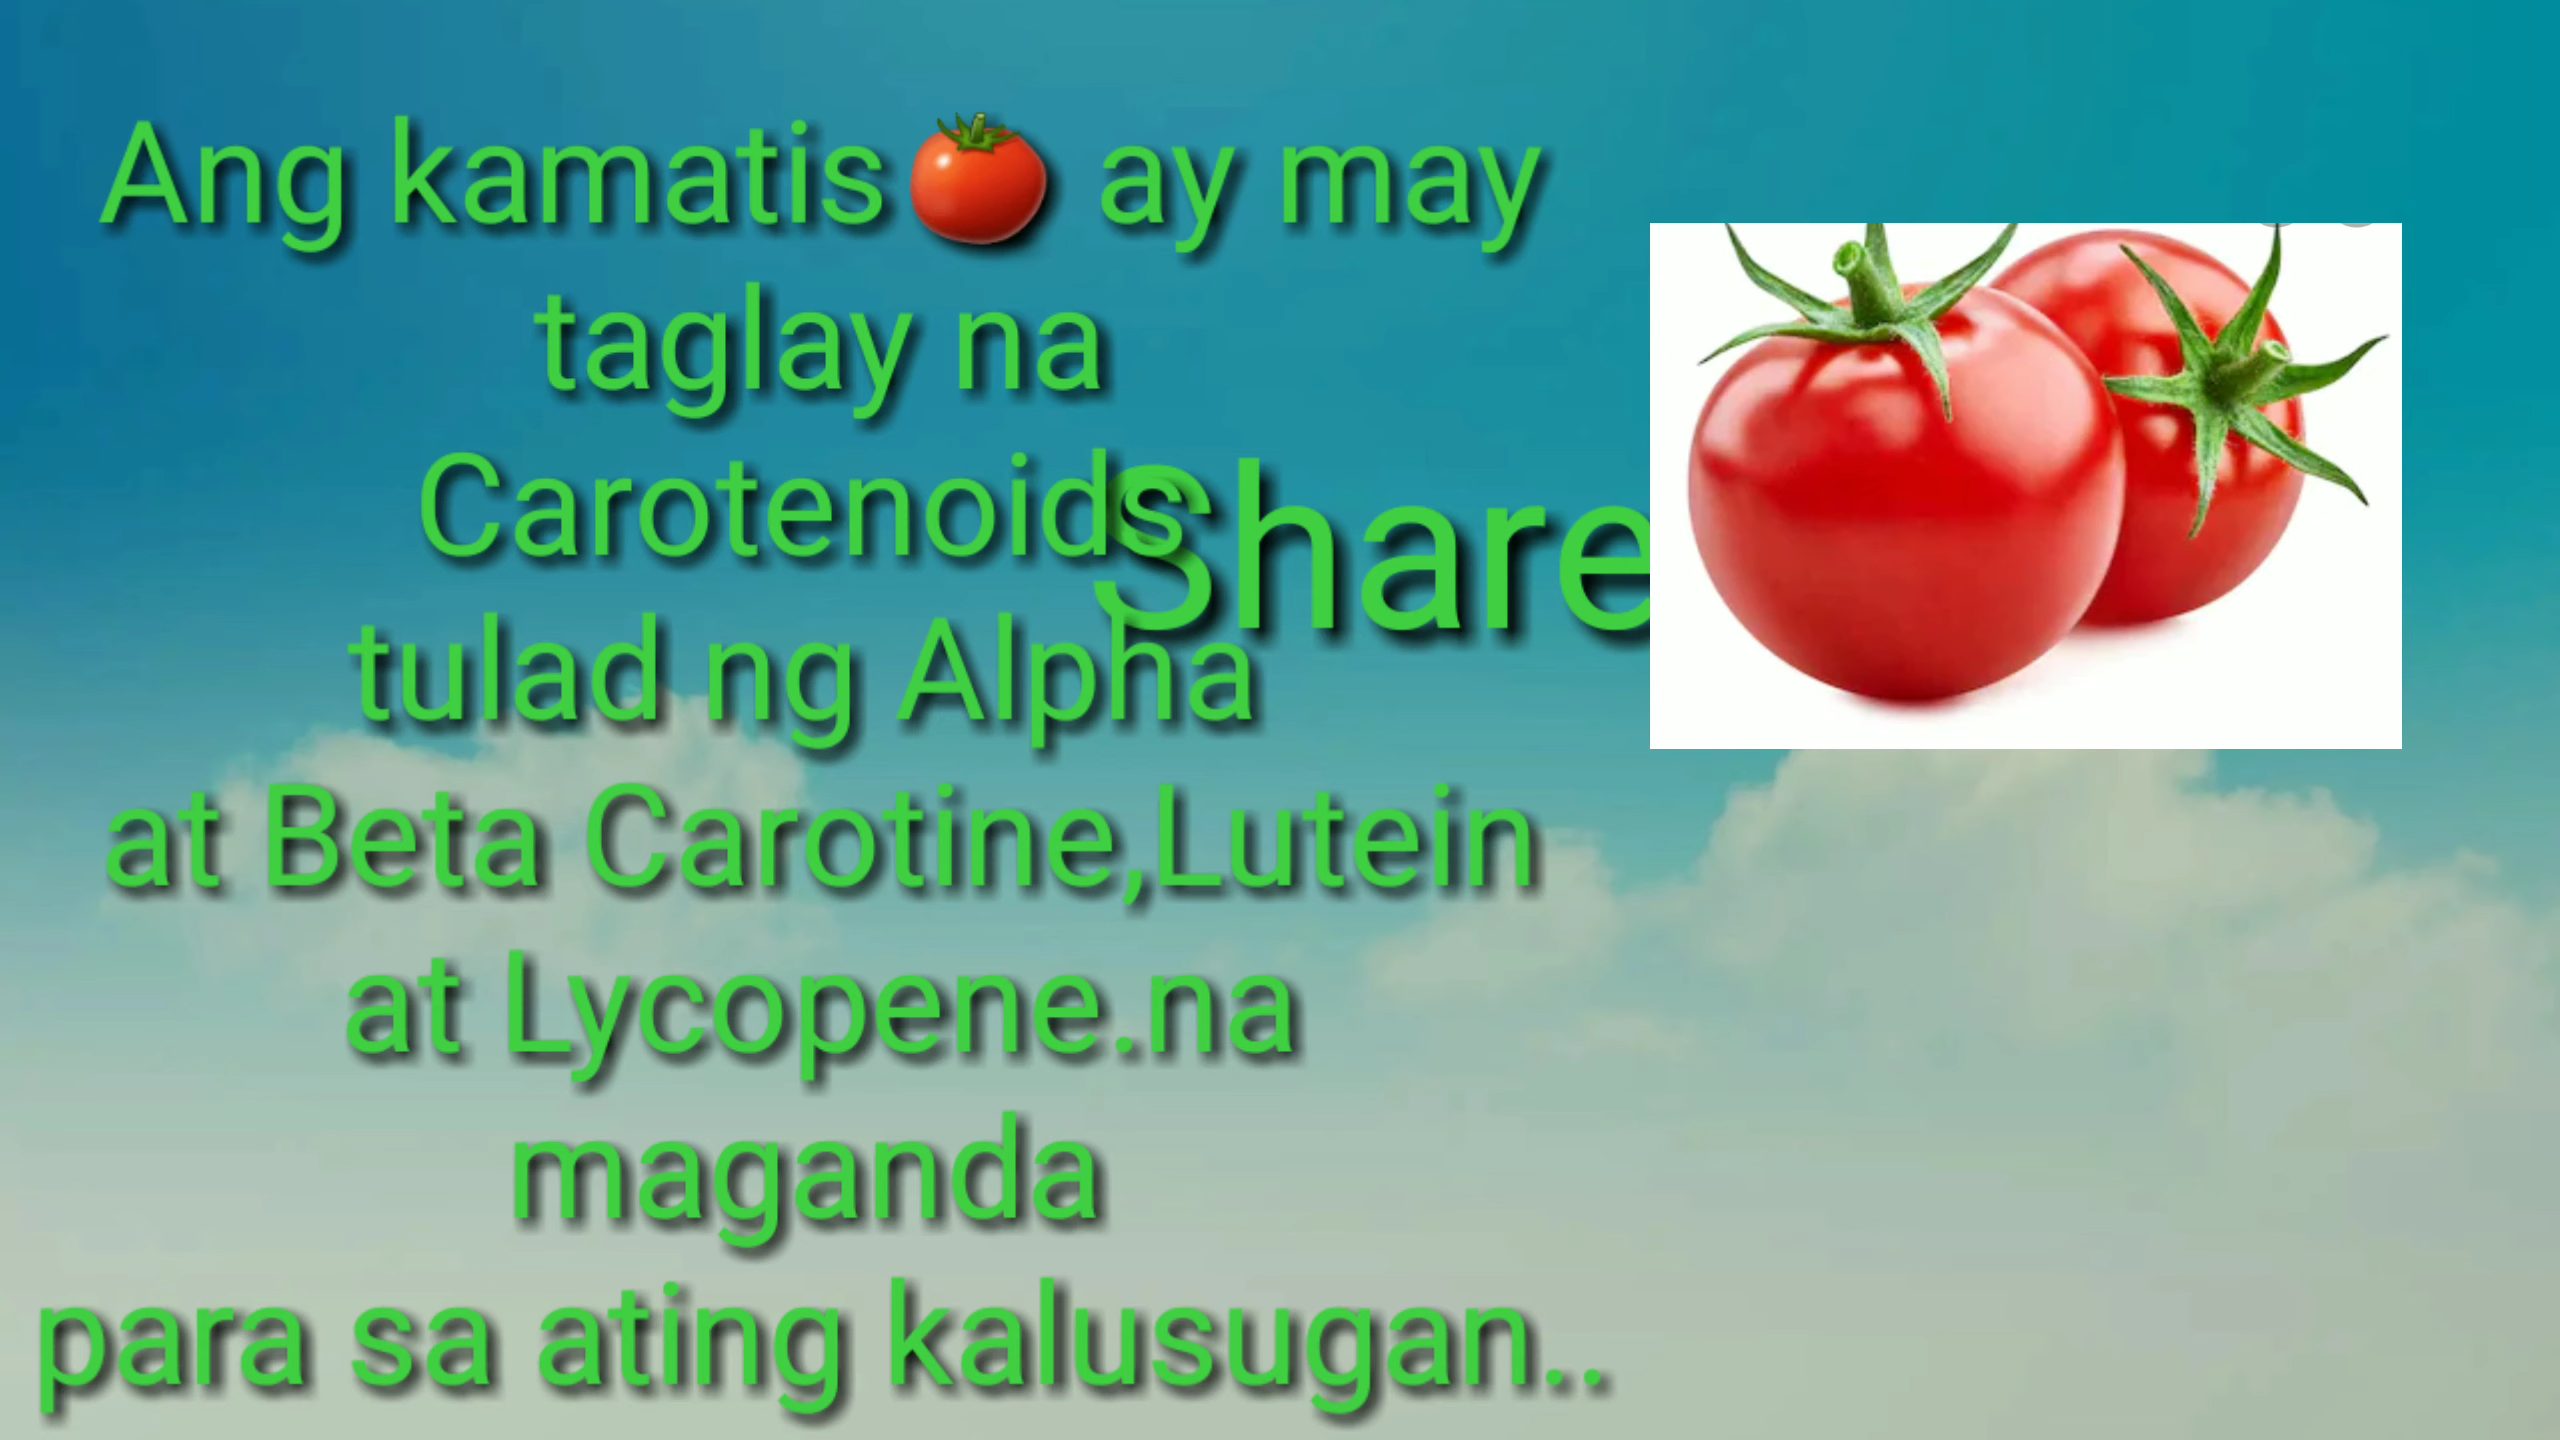 Ang kamatis🍅 ay may
taglay na
Carotenoids
Share
tulad ng Alpha
at Beta Carotine,Lutein
at Lycopene.na
maganda
para sa ating kalusugan..